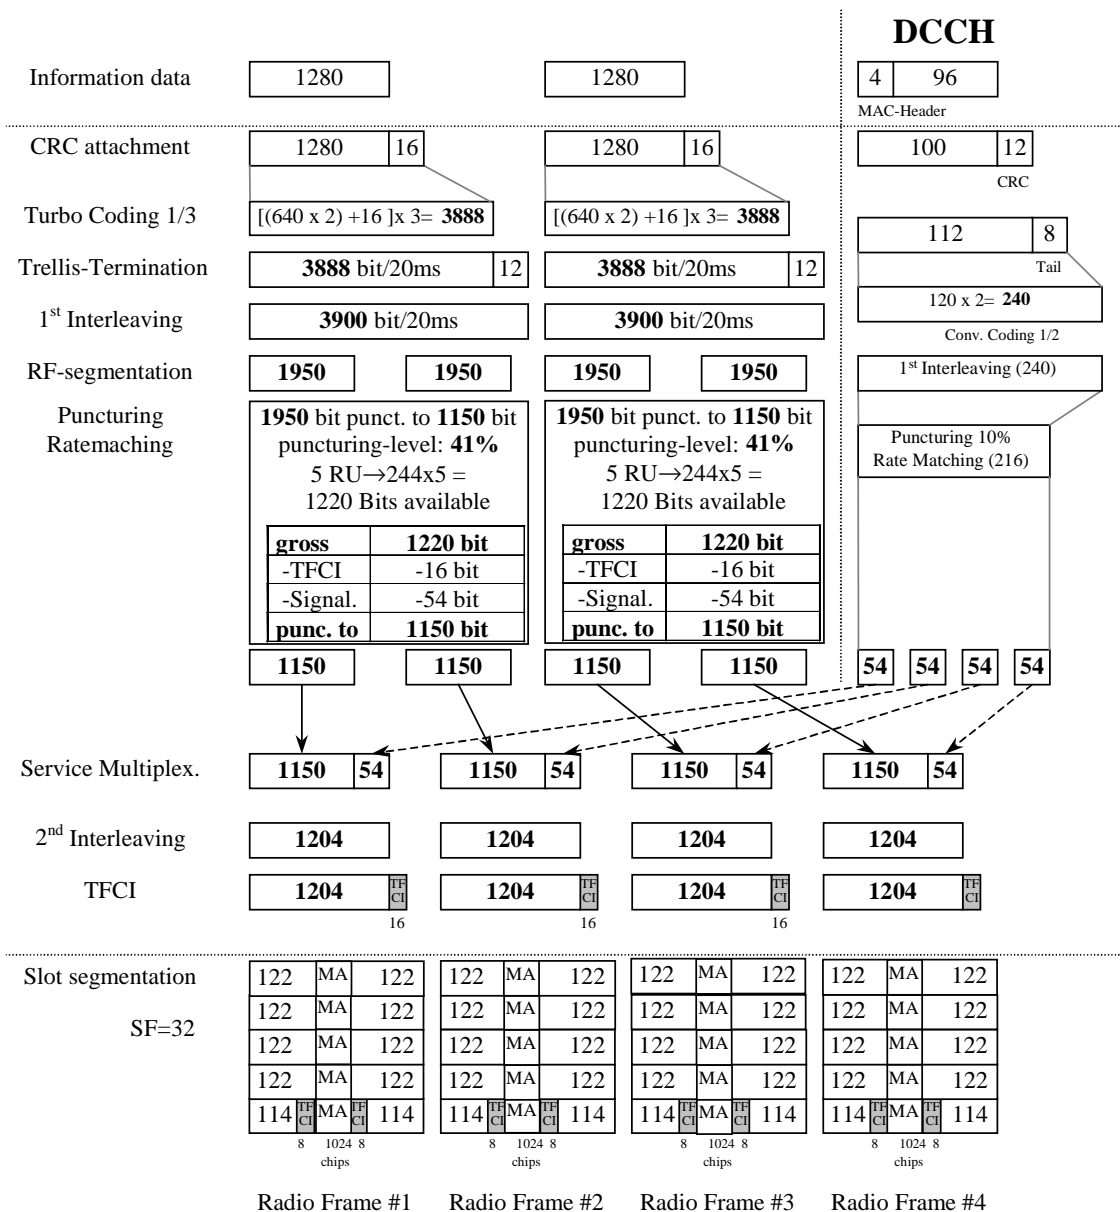 DCCH
Information data 1280 1280 4 96
MAC-Header
CRC attachment 1280 16 1280 16 100 12
CRC
Turbo Coding 1/3 [(640 x 2) +16 ]x 3= 3888 [(640 x 2) +16 ]x 3= 3888
112 8
Tail
Trellis-Termination 3888 bit/20ms 12 3888 bit/20ms 12
120 x 2= 240
Conv. Coding 1/2
1st Interleaving 3900 bit/20ms 3900 bit/20ms
RF-segmentation 1950 1950 1950 1950 1st Interleaving (240)
Puncturing
Ratemaching
1950 bit punct. to 1150 bit
puncturing-level: 41%
5 RU→244x5 =
1220 Bits available
gross 1220 bit
-TFCI -16 bit
-Signal. -54 bit
punc. to 1150 bit
1950 bit punct. to 1150 bit
puncturing-level: 41%
5 RU→244x5 =
1220 Bits available
gross 1220 bit
-TFCI -16 bit
-Signal. -54 bit
punc. to 1150 bit
Puncturing 10%
Rate Matching (216)
1150 1150 1150 1150 54 54 54 54
Service Multiplex. 1150 54 1150 54 1150 54 1150 54
2nd Interleaving 1204 1204 1204 1204
TFCI 1204 TF CI 1204 TF CI 1204 TF CI 1204 TF CI
16 16 16
Slot segmentation 122 MA 122 122 MA 122 122 MA 122 122 MA 122
SF=32 122 MA 122 122 MA 122 122 MA 122 122 MA 122
122 MA 122 122 MA 122 122 MA 122 122 MA 122
122 MA 122 122 MA 122 122 MA 122 122 MA 122
114 TF CI MA TF CI 114 114 TF CI MA TF CI 114 114 TF CI MA TF CI 114 114 TF CI MA TF CI 114
8 1024 8 8 1024 8 8 1024 8 8 1024 8
chips chips chips chips
Radio Frame #1 Radio Frame #2 Radio Frame #3 Radio Frame #4